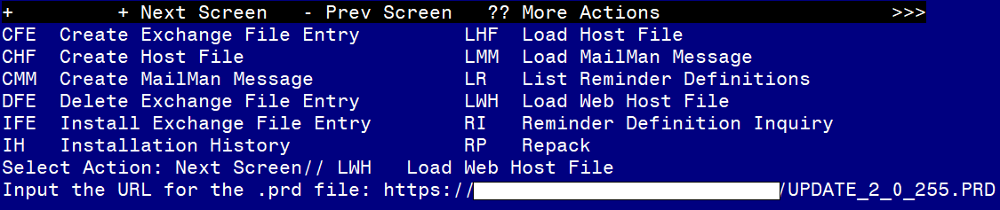 +          + Next Screen   - Prev Screen   ?? More Actions                        >>>
CFE  Create Exchange File Entry           LHF  Load Host File
CHF  Create Host File                     LMM  Load MailMan Message
CMM  Create MailMan Message               LR   List Reminder Definitions
DFE  Delete Exchange File Entry           LWH  Load Web Host File
IFE  Install Exchange File Entry          RI   Reminder Definition Inquiry
IH   Installation History                 RP   Repack
Select Action: Next Screen// LWH   Load Web Host File
Input the URL for the .prd file: https:// /UPDATE_2_0_255.PRD